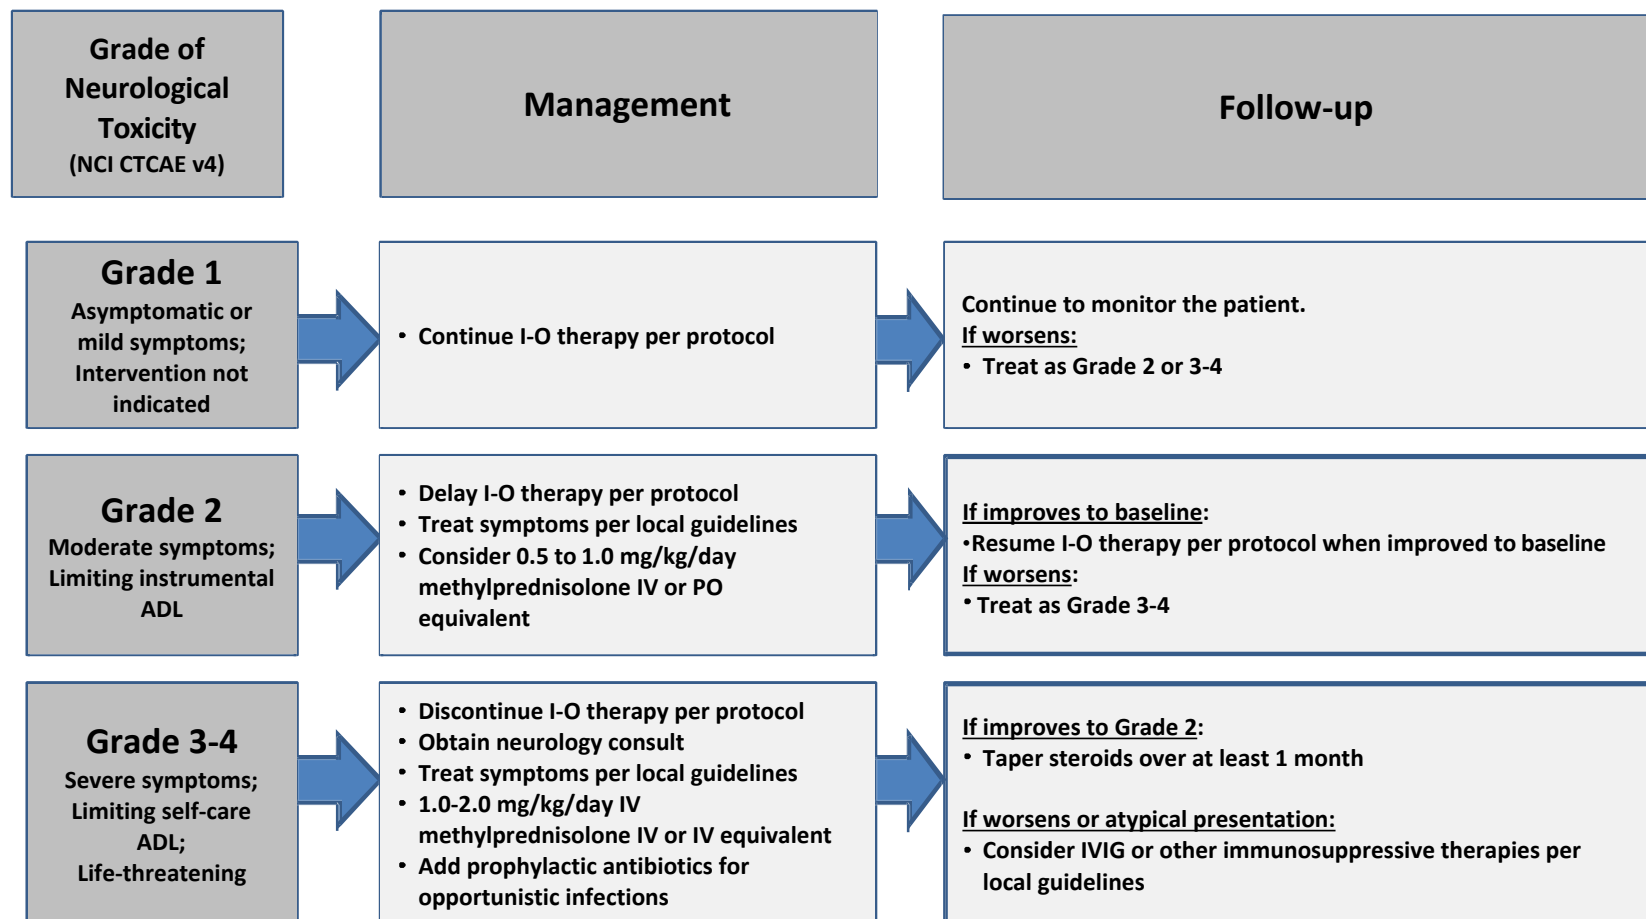 Grade of
Neurological
Toxicity
(NCI CTCAE v4)
Management
Follow-up
Grade 1
Asymptomatic or
mild symptoms;
Intervention not
indicated
• Continue I-O therapy per protocol
Continue to monitor the patient.
If worsens:
• Treat as Grade 2 or 3-4
Grade 2
Moderate symptoms;
Limiting instrumental
ADL
• Delay I-O therapy per protocol
• Treat symptoms per local guidelines
• Consider 0.5 to 1.0 mg/kg/day
methylprednisolone IV or PO
equivalent
If improves to baseline:
•Resume I-O therapy per protocol when improved to baseline
If worsens:
• Treat as Grade 3-4
Grade 3-4
Severe symptoms;
Limiting self-care
ADL;
Life-threatening
• Discontinue I-O therapy per protocol
• Obtain neurology consult
• Treat symptoms per local guidelines
• 1.0-2.0 mg/kg/day IV
methylprednisolone IV or IV equivalent
• Add prophylactic antibiotics for
opportunistic infections
If improves to Grade 2:
• Taper steroids over at least 1 month
If worsens or atypical presentation:
• Consider IVIG or other immunosuppressive therapies per
local guidelines